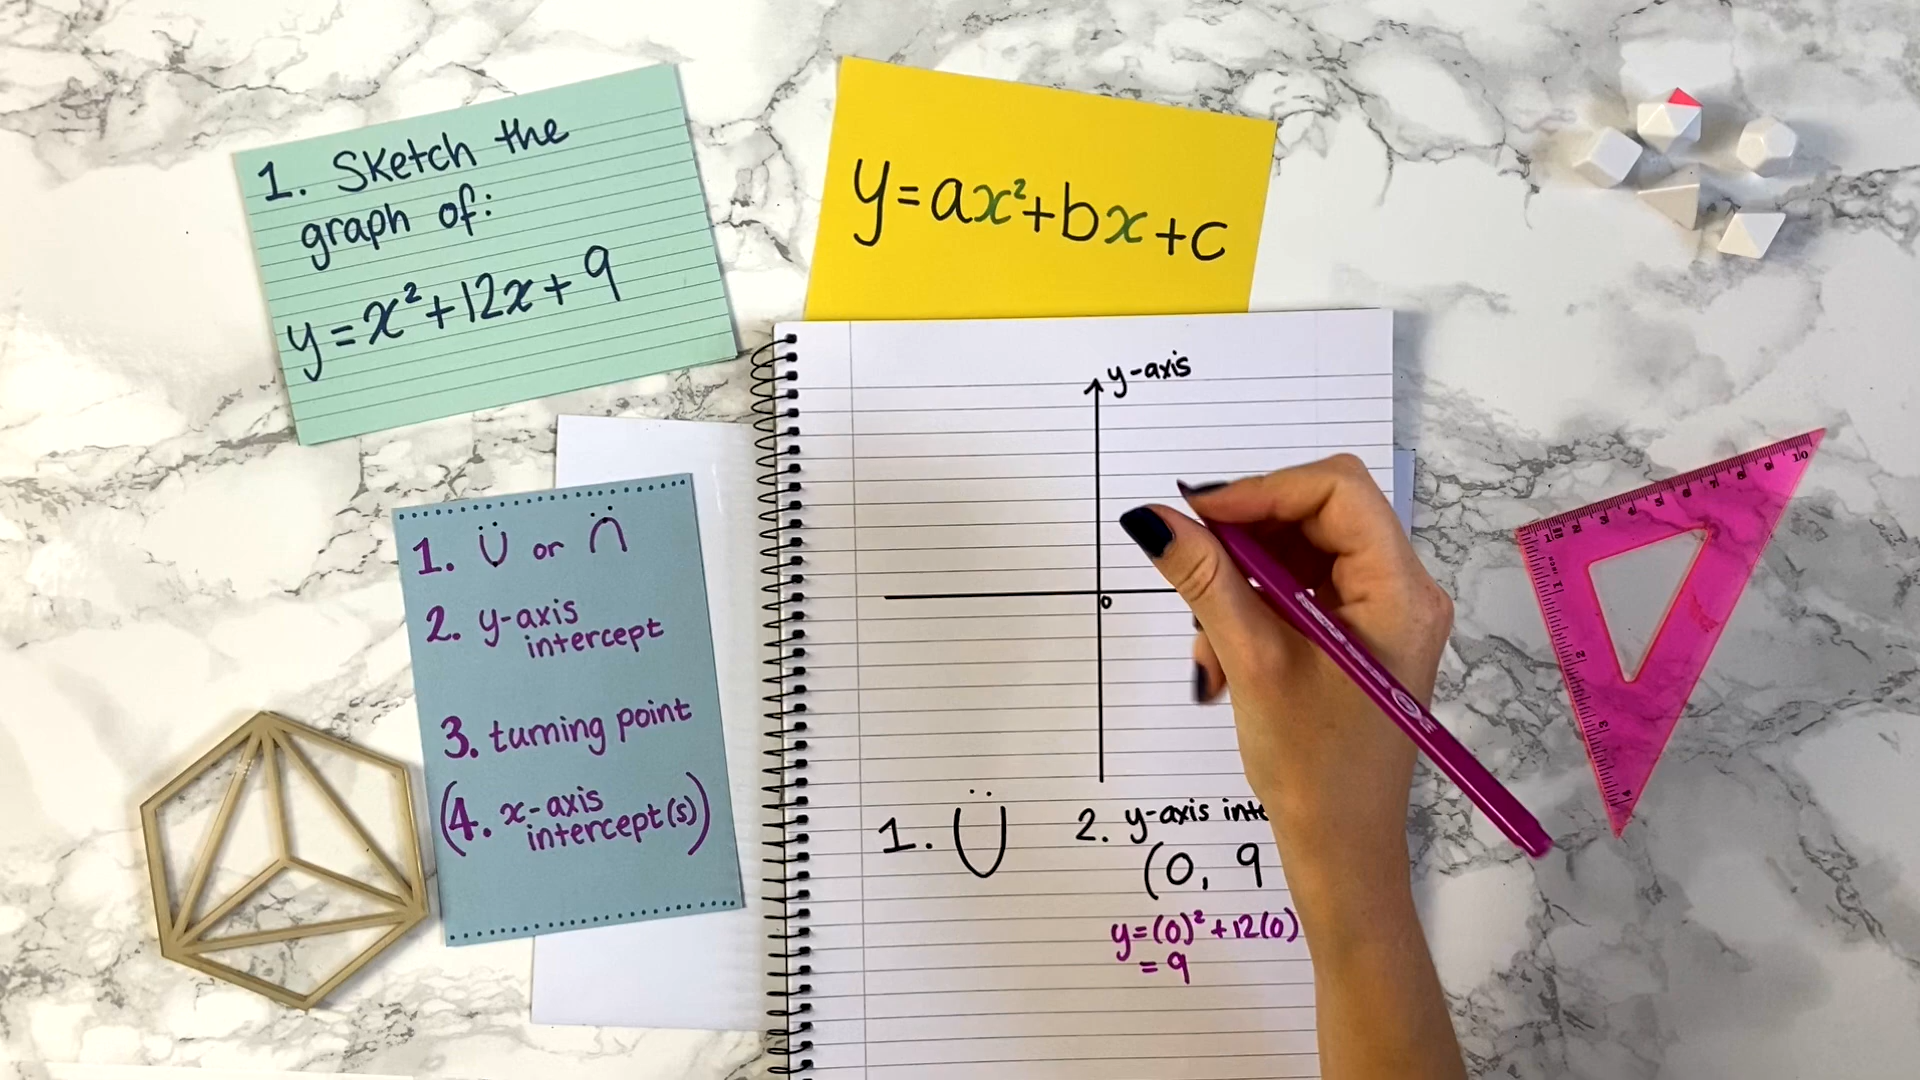 1. Sketch the
graph of:
y=x²+12x+9
y=ax²+bx+c
1. Ü or n̈
2. y-axis
intercept
3. turning point
(4. x-axis
intercept(s))
y-axis
0
1. Ü
2. y-axis inte
(0, 9
y=(0)²+12(0)
=9